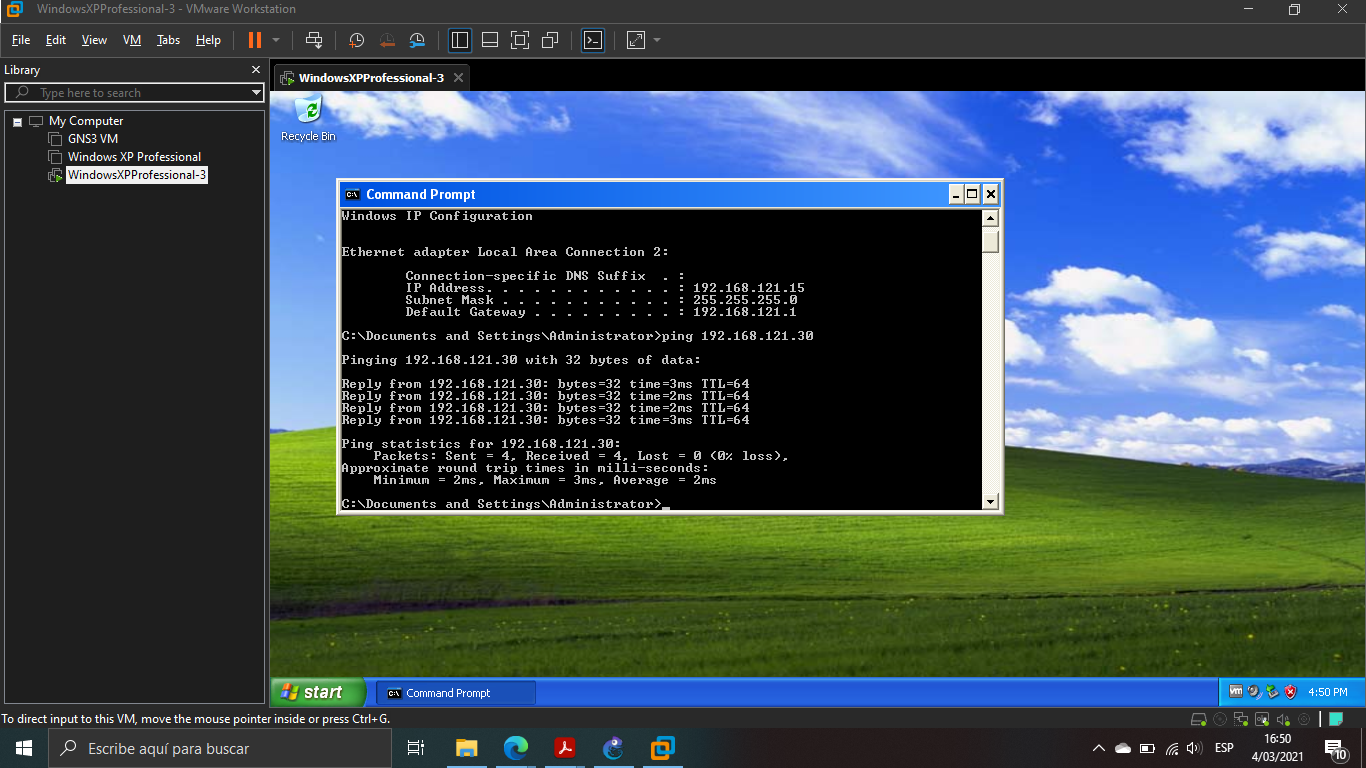 WindowsXPProfessional-3 - VMware Workstation
File Edit View VM Tabs Help
Library
WindowsXPProfessional-3
Type here to search
My Computer
GNS3 VM
Windows XP Professional
WindowsXPProfessional-3
Recycle Bin
Command Prompt
Windows IP Configuration
Ethernet adapter Local Area Connection 2:
Connection-specific DNS Suffix . :
IP Address. . . . . . . . . . . . : 192.168.121.15
Subnet Mask . . . . . . . . . . . : 255.255.255.0
Default Gateway . . . . . . . . . : 192.168.121.1
C:\Documents and Settings\Administrator>ping 192.168.121.30
Pinging 192.168.121.30 with 32 bytes of data:
Reply from 192.168.121.30: bytes=32 time=3ms TTL=64
Reply from 192.168.121.30: bytes=32 time=2ms TTL=64
Reply from 192.168.121.30: bytes=32 time=2ms TTL=64
Reply from 192.168.121.30: bytes=32 time=3ms TTL=64
Ping statistics for 192.168.121.30:
Packets: Sent = 4, Received = 4, Lost = 0 (0% loss),
Approximate round trip times in milli-seconds:
Minimum = 2ms, Maximum = 3ms, Average = 2ms
C:\Documents and Settings\Administrator>_
start
Command Prompt
4:50 PM
To direct input to this VM, move the mouse pointer inside or press Ctrl+G.
Escribe aquí para buscar
ESP
16:50
4/03/2021
10